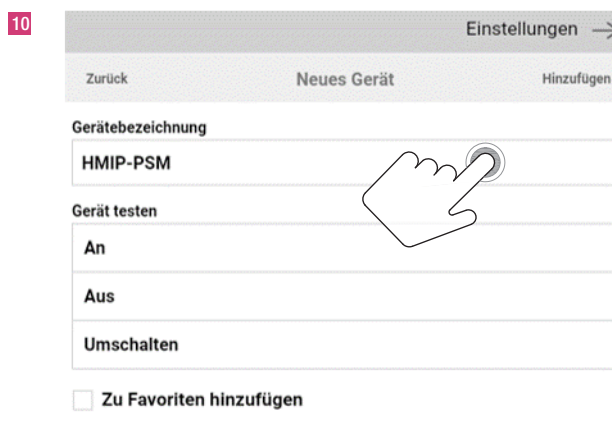 10
Einstellungen
Zurück Neues Gerät Hinzufügen
Gerätebezeichnung
HMIP-PSM
Gerät testen
An
Aus
Umschalten
Zu Favoriten hinzufügen